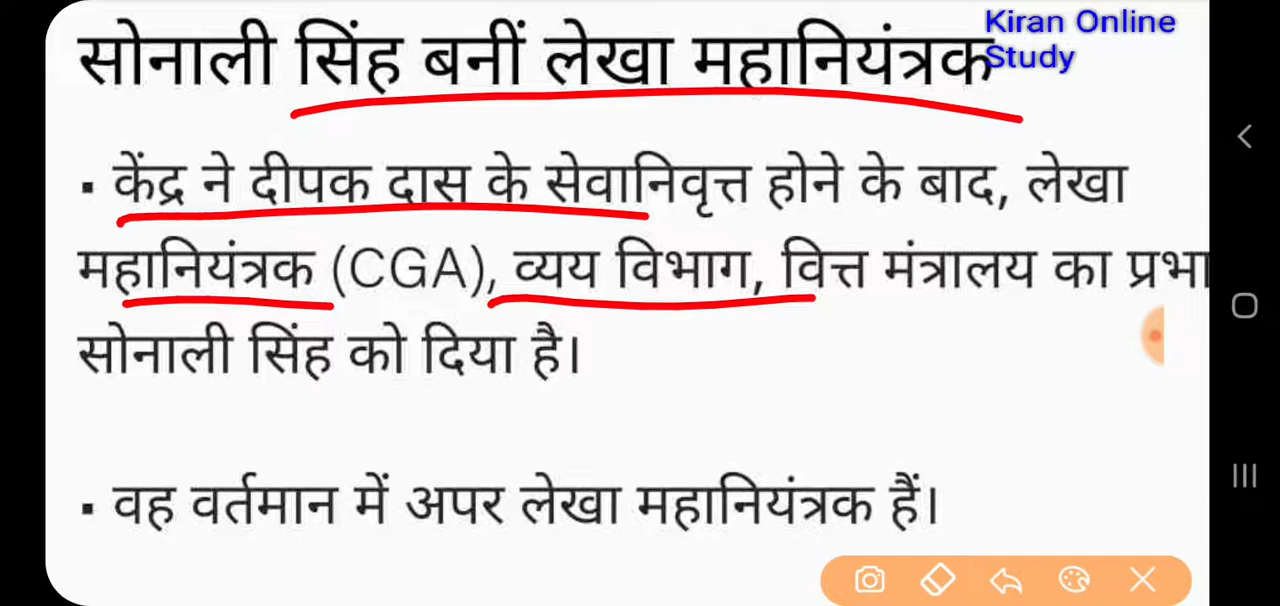 सोनाली सिंह बनीं लेखा महानियंत्रक
Kiran Online
Study
▪ केंद्र ने दीपक दास के सेवानिवृत्त होने के बाद, लेखा
महानियंत्रक (CGA), व्यय विभाग, वित्त मंत्रालय का
सोनाली सिंह को दिया है।
▪ वह वर्तमान में अपर लेखा महानियंत्रक हैं।